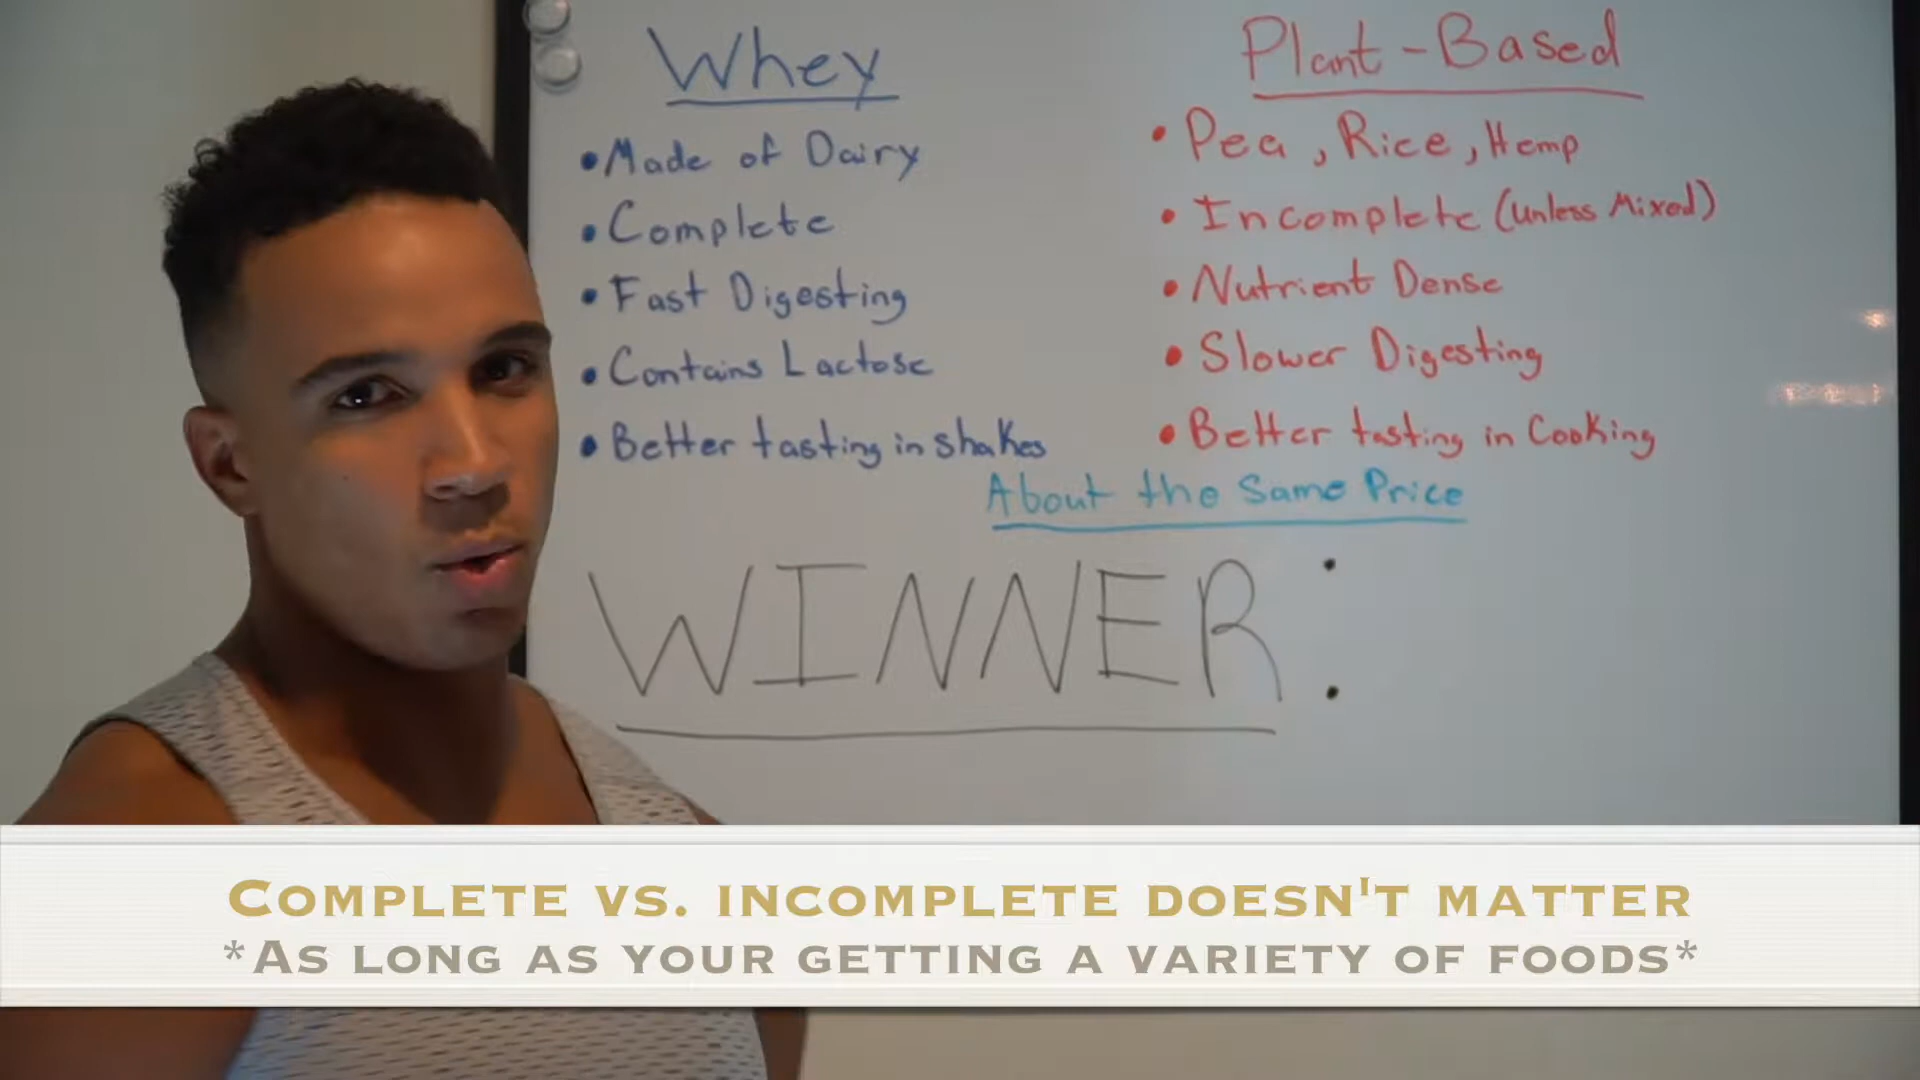 Whey
• Made of Dairy
• Complete
• Fast Digesting
• Contains Lactose
• Better tasting in shakes
Plant-Based
• Pea, Rice, Hemp
• Incomplete (unless Mixed)
• Nutrient Dense
• Slower Digesting
• Better tasting in Cooking
About the Same Price
WINNER:
COMPLETE VS. INCOMPLETE DOESN'T MATTER
*AS LONG AS YOUR GETTING A VARIETY OF FOODS*